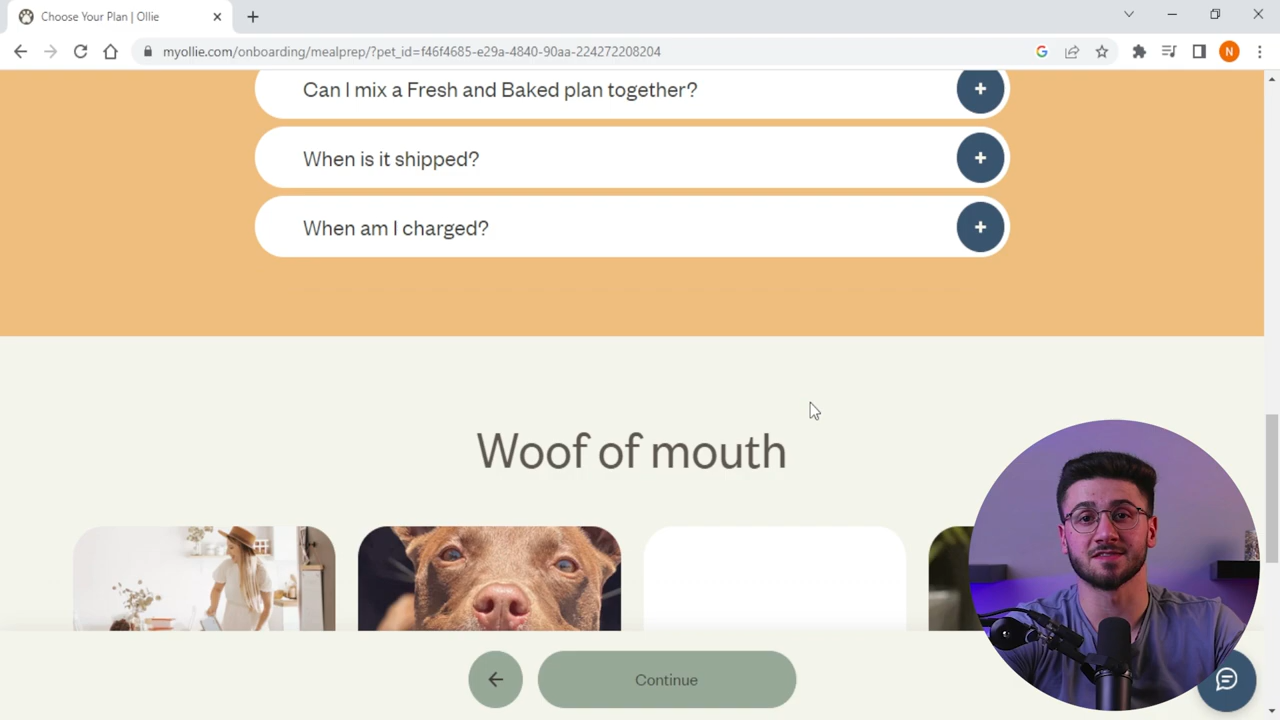 Choose Your Plan | Ollie
myollie.com/onboarding/mealprep/?pet_id=f46f4685-e29a-4840-90aa-224272208204
N
Can I mix a Fresh and Baked plan together?
When is it shipped?
When am I charged?
Woof of mouth
Continue